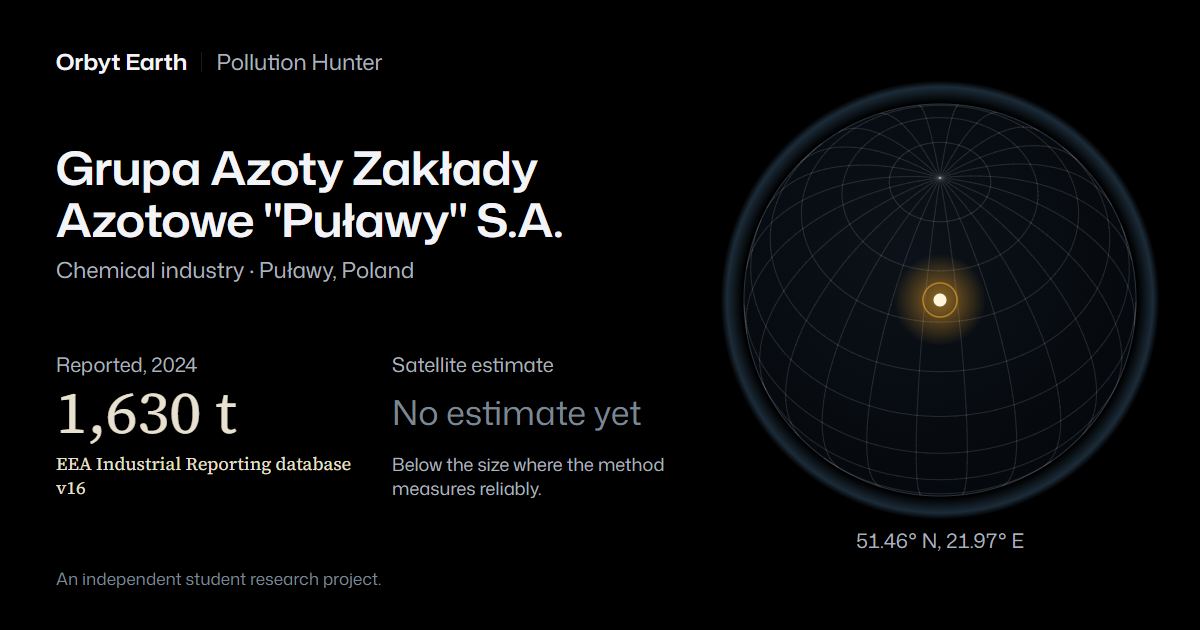 Orbyt Earth | Pollution Hunter
Grupa Azoty Zakłady
Azotowe "Puławy" S.A.
Chemical industry · Puławy, Poland
Reported, 2024
1,630 t
EEA Industrial Reporting database
v16
Satellite estimate
No estimate yet
Below the size where the method
measures reliably.
51.46° N, 21.97° E
An independent student research project.